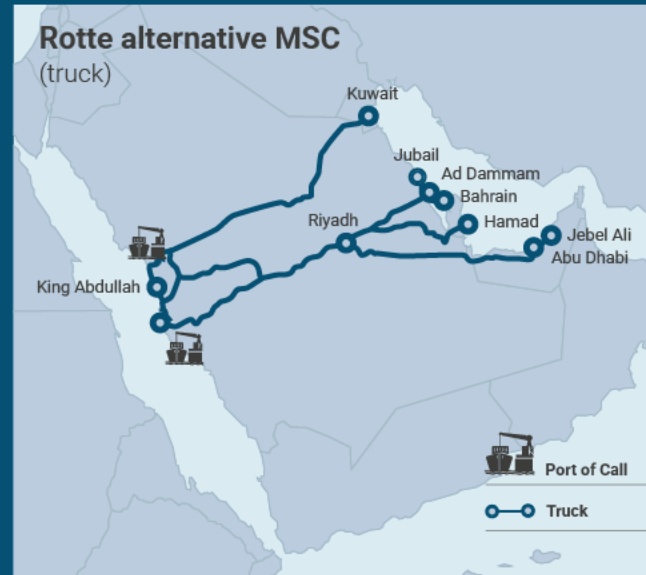 Rotte alternative MSC
(truck)
Kuwait
Jubail
Ad Dammam
Bahrain
Hamad
Riyadh
Jebel Ali
Abu Dhabi
King Abdullah
Port of Call
Truck